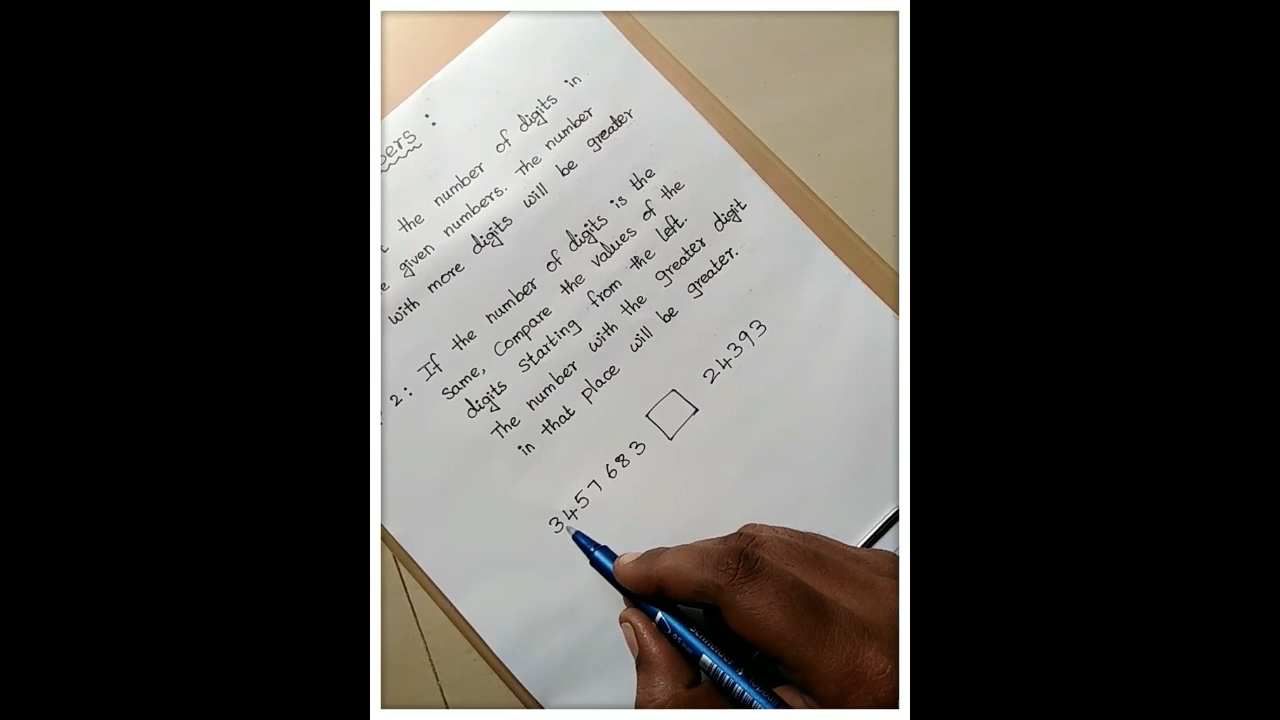 bers :
the number of digits in
given numbers. The number
with more digits will be greater
2: If the number of digits is the
same, Compare the values of the
digits starting from the left.
The number with the greater digit
in that place will be greater.
3457683 □ 24393
schneider